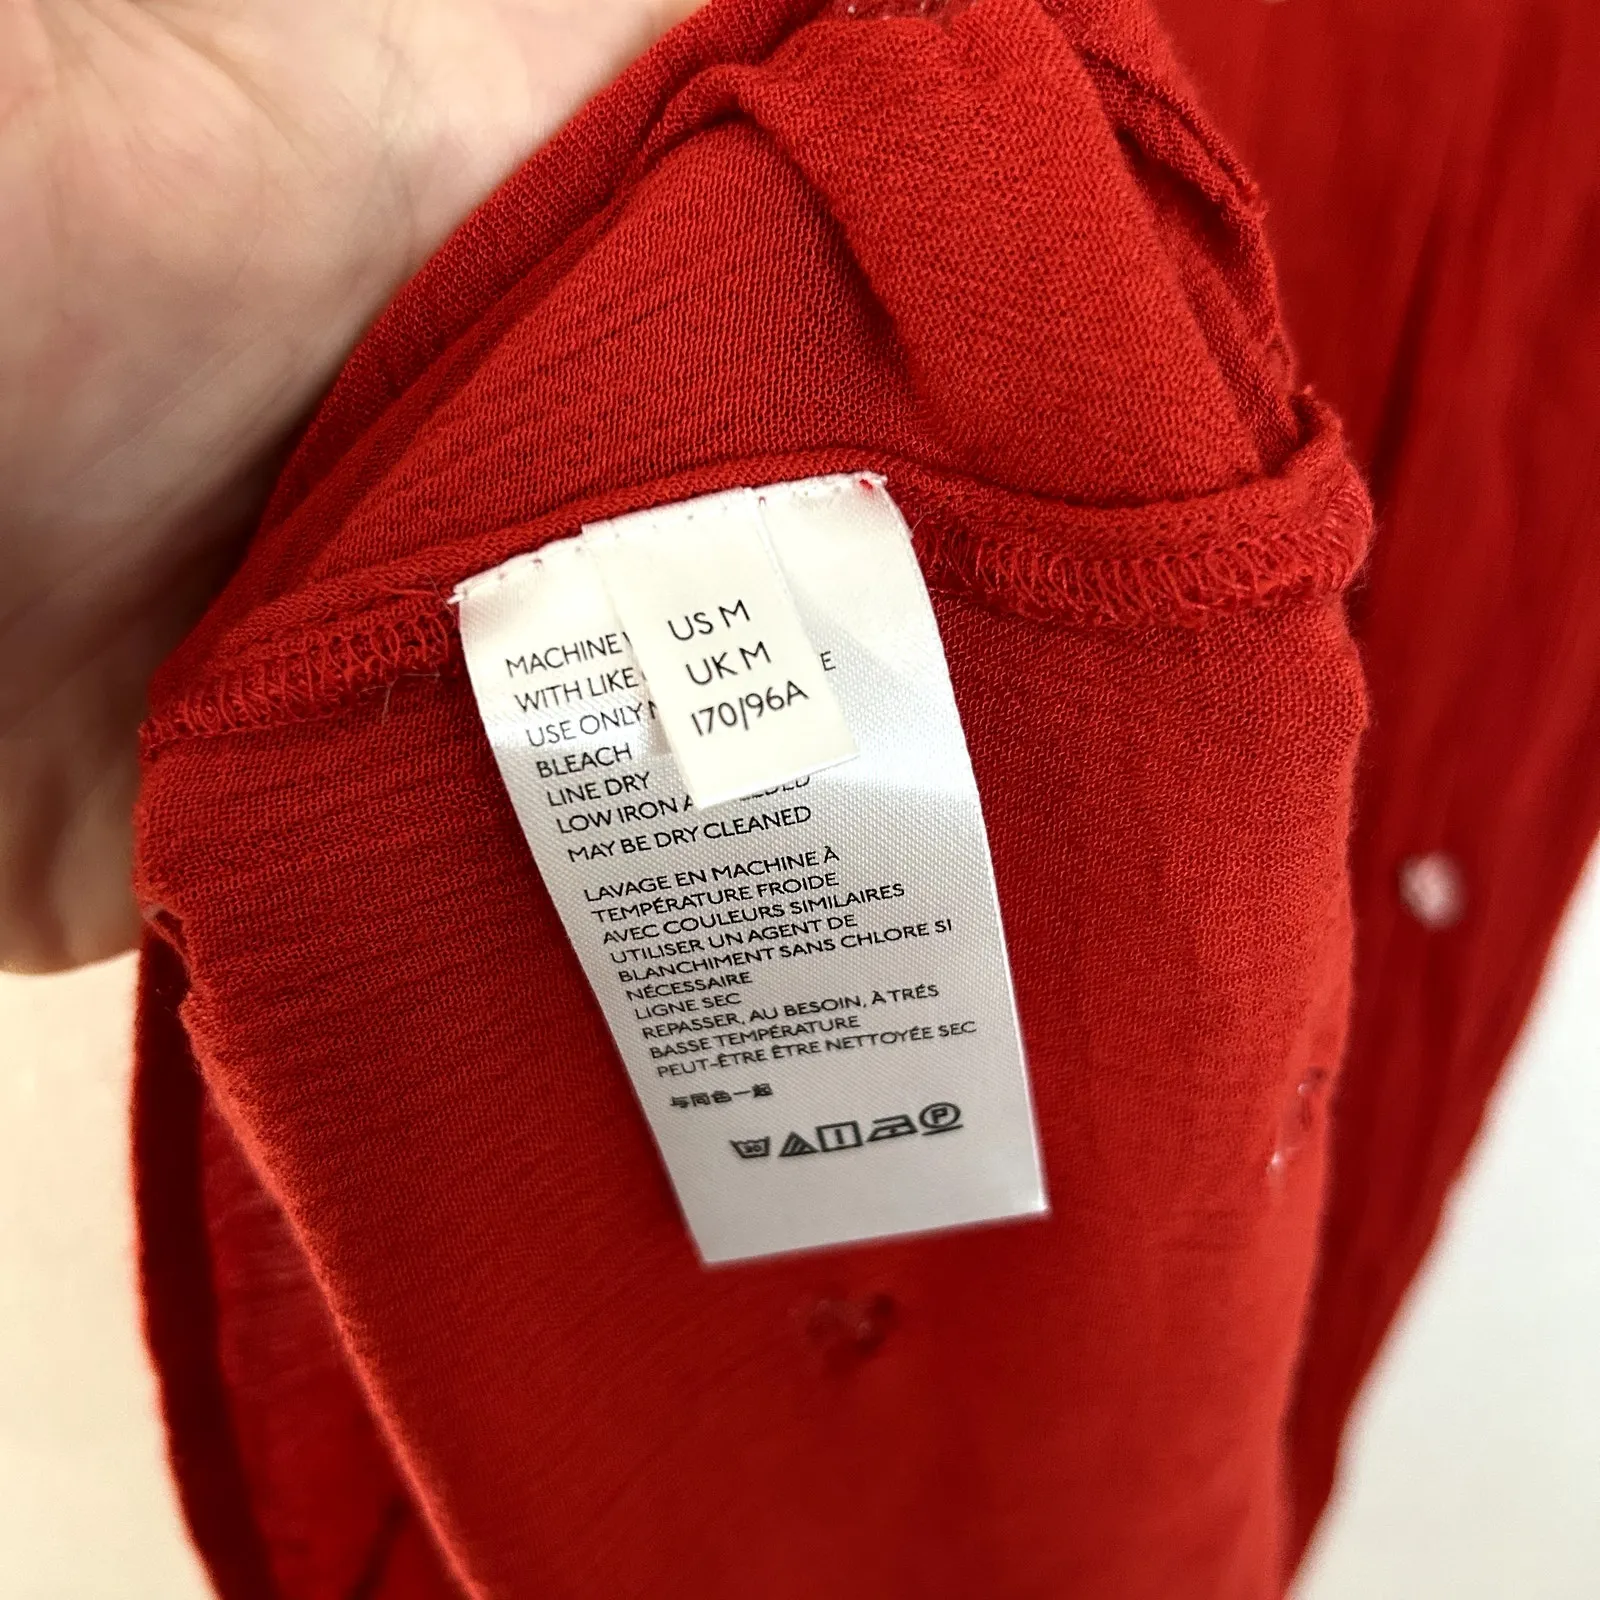 US M
UK M
170/96A
MACHINE
WITH LIKE
USE ONLY
BLEACH
LINE DRY
LOW IRON
MAY BE DRY CLEANED
LAVAGE EN MACHINE À
TEMPÉRATURE FROIDE
AVEC COULEURS SIMILAIRES
UTILISER UN AGENT DE
BLANCHIMENT SANS CHLORE SI
NÉCESSAIRE
LIGNE SEC
REPASSER, AU BESOIN, À TRÉS
BASSE TEMPÉRATURE
PEUT-ÊTRE ÊTRE NETTOYÉE SEC
与同色一起
30
P